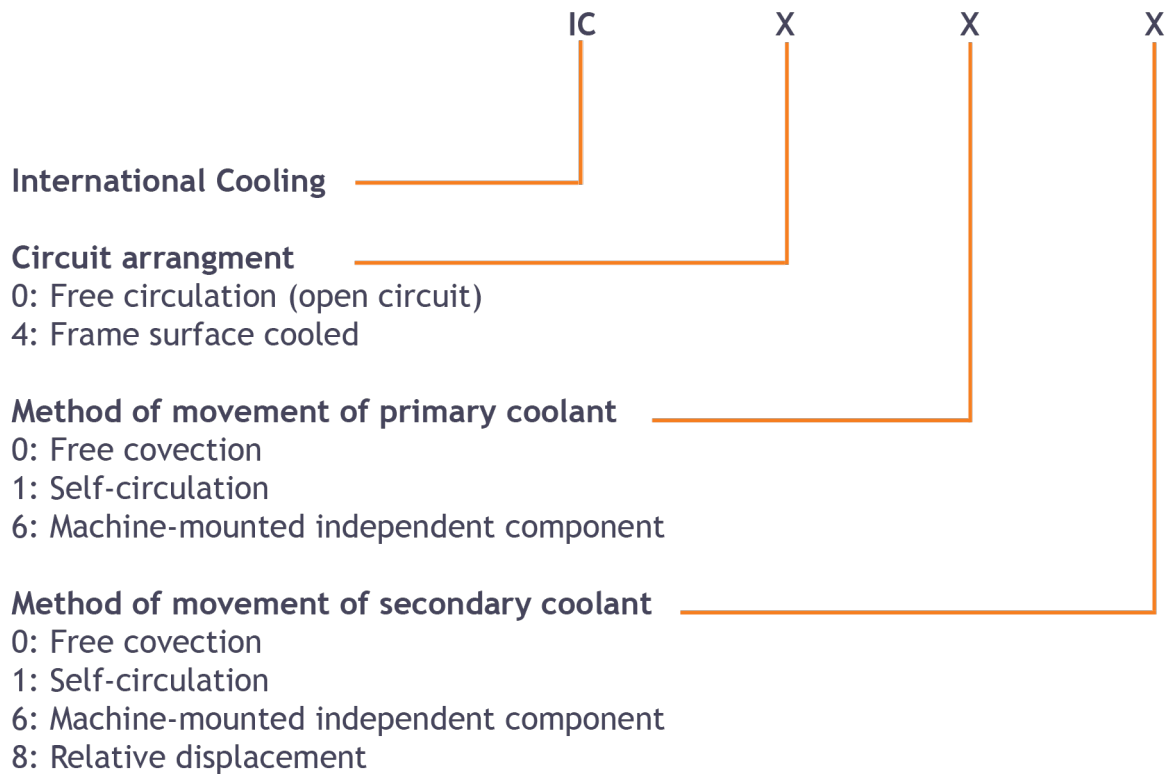 IC X X X
International Cooling
Circuit arrangment
0: Free circulation (open circuit)
4: Frame surface cooled
Method of movement of primary coolant
0: Free covection
1: Self-circulation
6: Machine-mounted independent component
Method of movement of secondary coolant
0: Free covection
1: Self-circulation
6: Machine-mounted independent component
8: Relative displacement